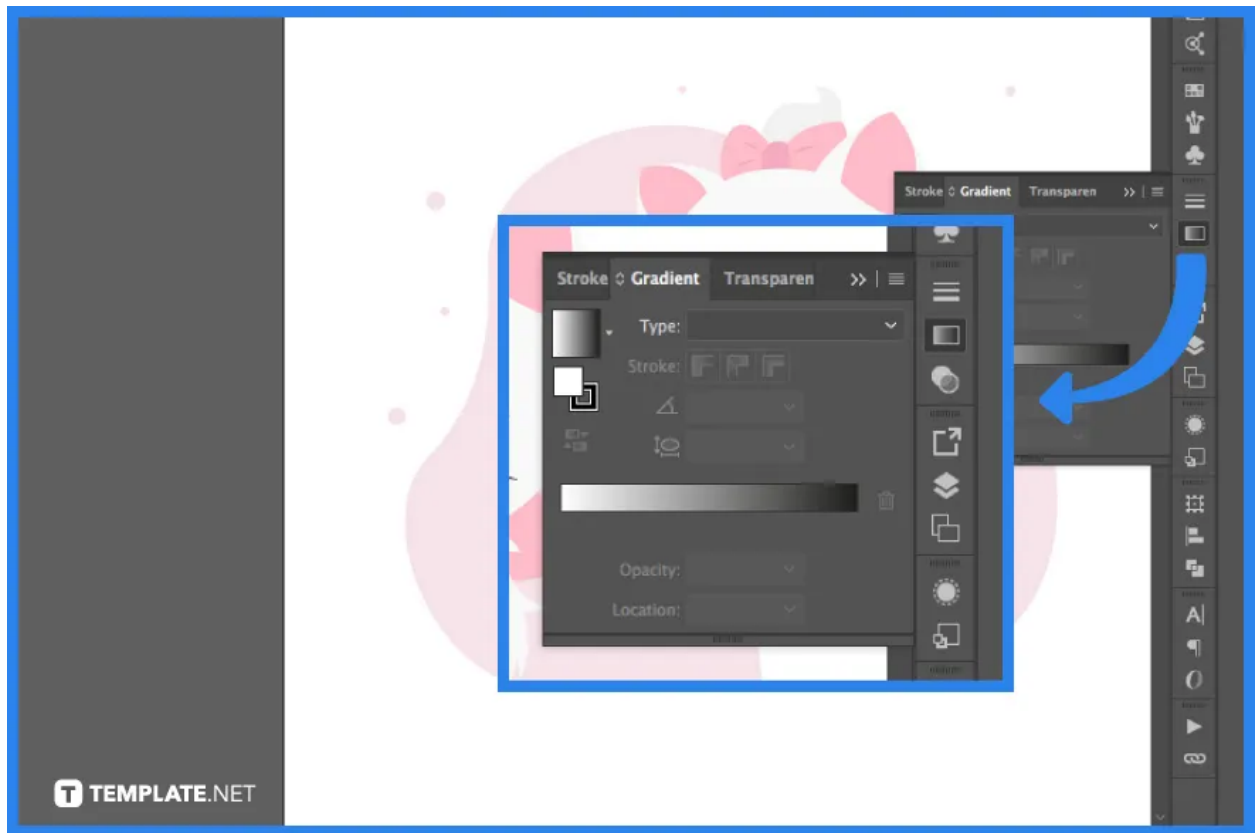 Stroke Gradient Transparen
Stroke Gradient Transparen
Type:
Stroke:
Opacity:
Location:
TEMPLATE.NET